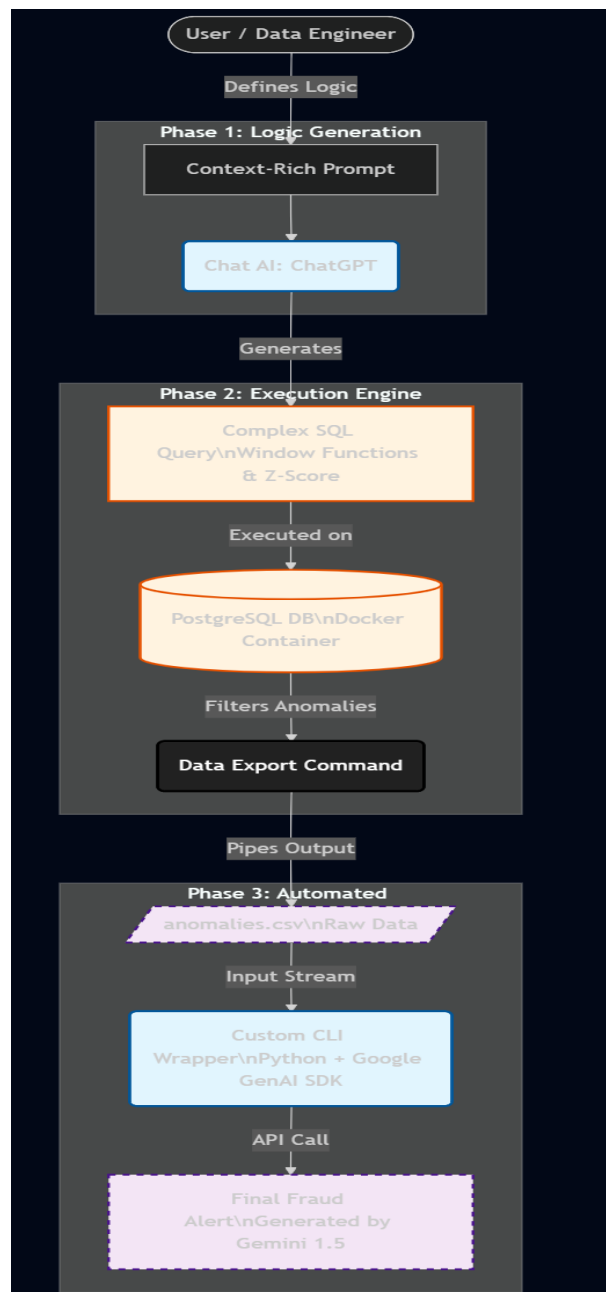 User / Data Engineer
Defines Logic
Phase 1: Logic Generation
Context-Rich Prompt
Chat AI: ChatGPT
Generates
Phase 2: Execution Engine
Complex SQL
Query\nWindow Functions
& Z-Score
Executed on
PostgreSQL DB\nDocker
Container
Filters Anomalies
Data Export Command
Pipes Output
Phase 3: Automated
anomalies.csv\nRaw Data
Input Stream
Custom CLI
Wrapper\nPython + Google
GenAI SDK
API Call
Final Fraud
Alert\nGenerated by
Gemini 1.5